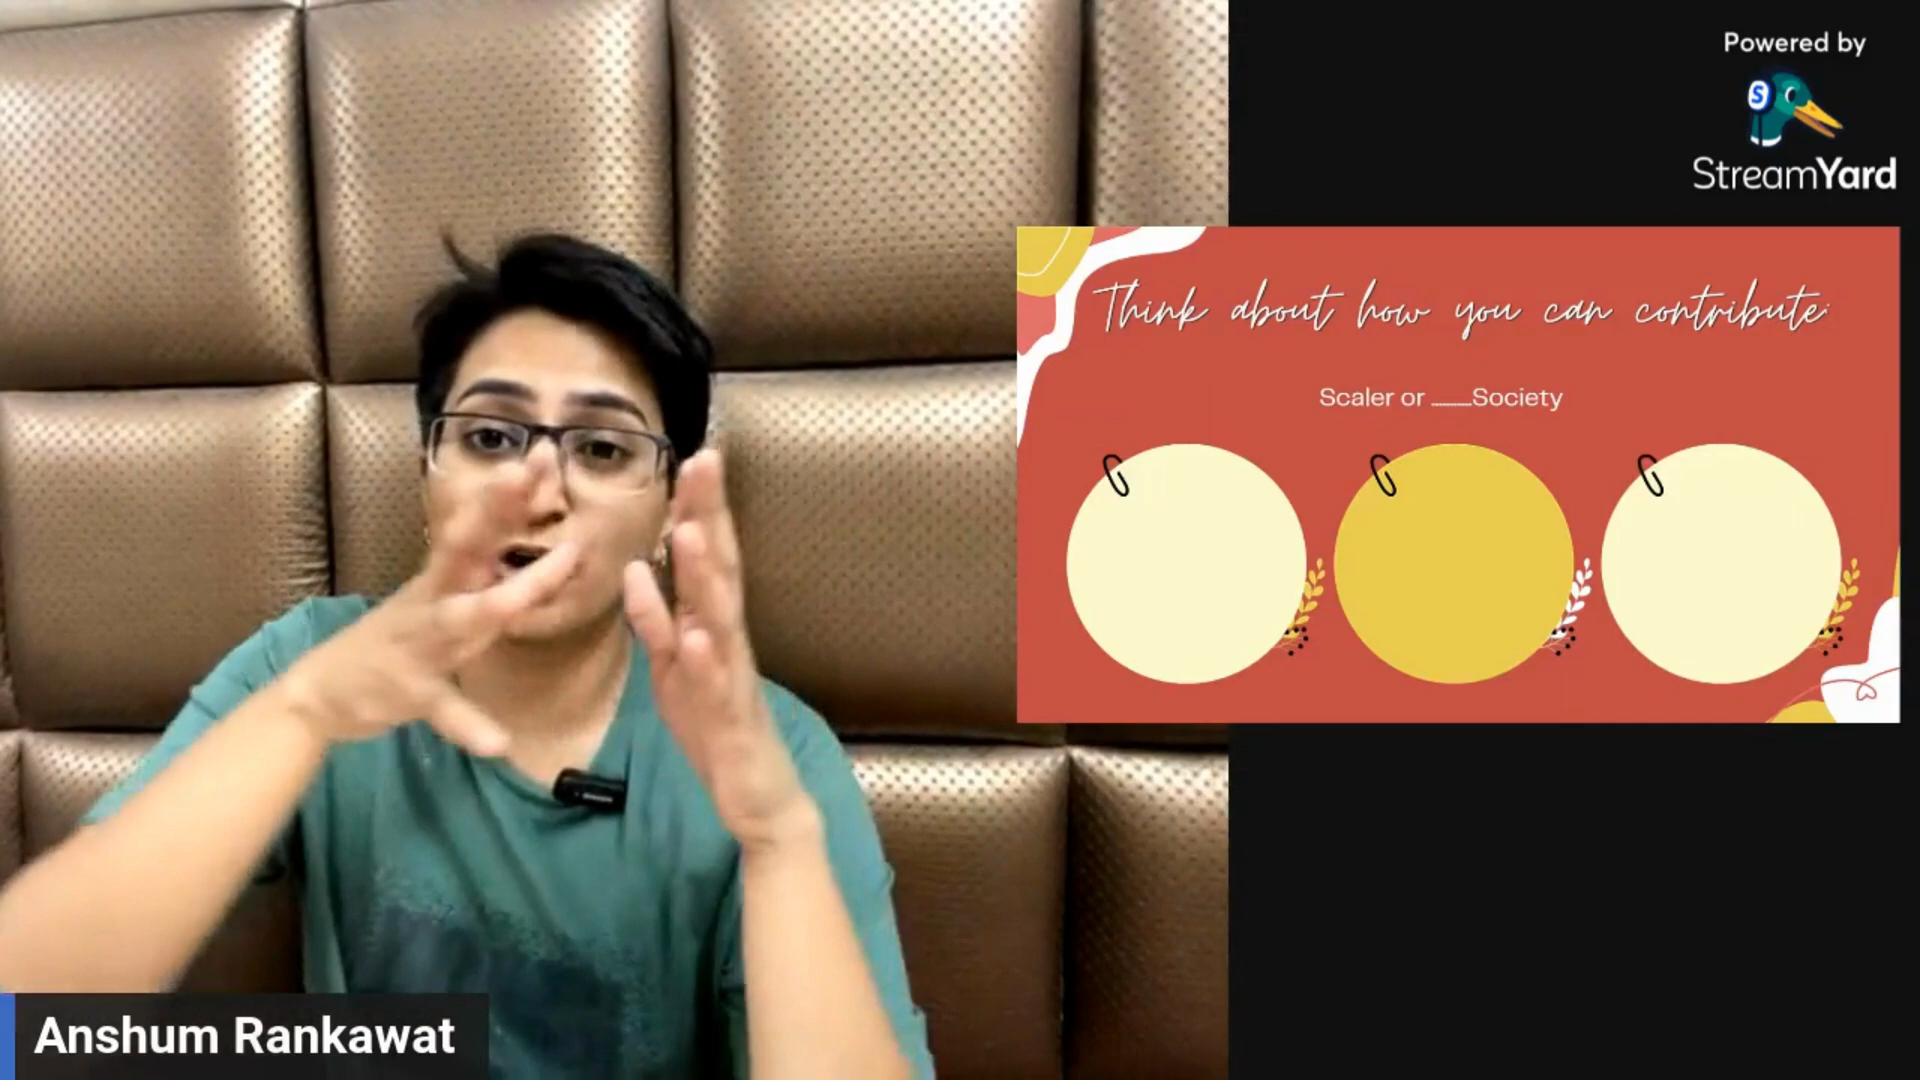 Powered by
StreamYard
Think about how you can contribute:
Scaler or ____Society
Anshum Rankawat